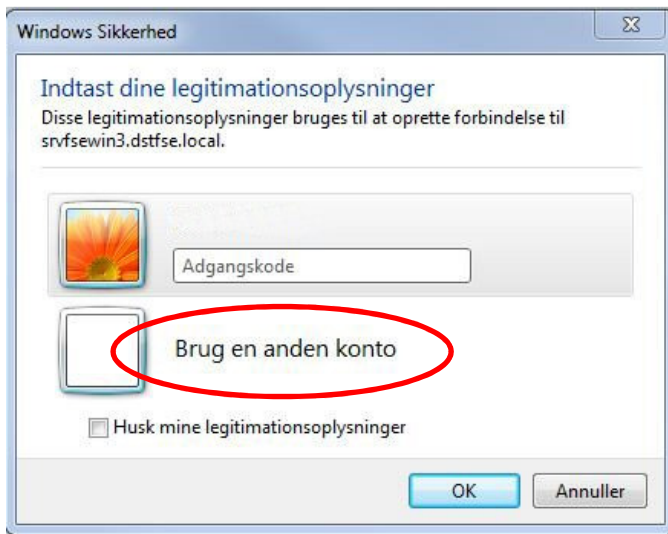 Windows Sikkerhed
Indtast dine legitimationsoplysninger
Disse legitimationsoplysninger bruges til at oprette forbindelse til
srvfsewin3.dstfse.local.
Adgangskode
Brug en anden konto
Husk mine legitimationsoplysninger
OK
Annuller